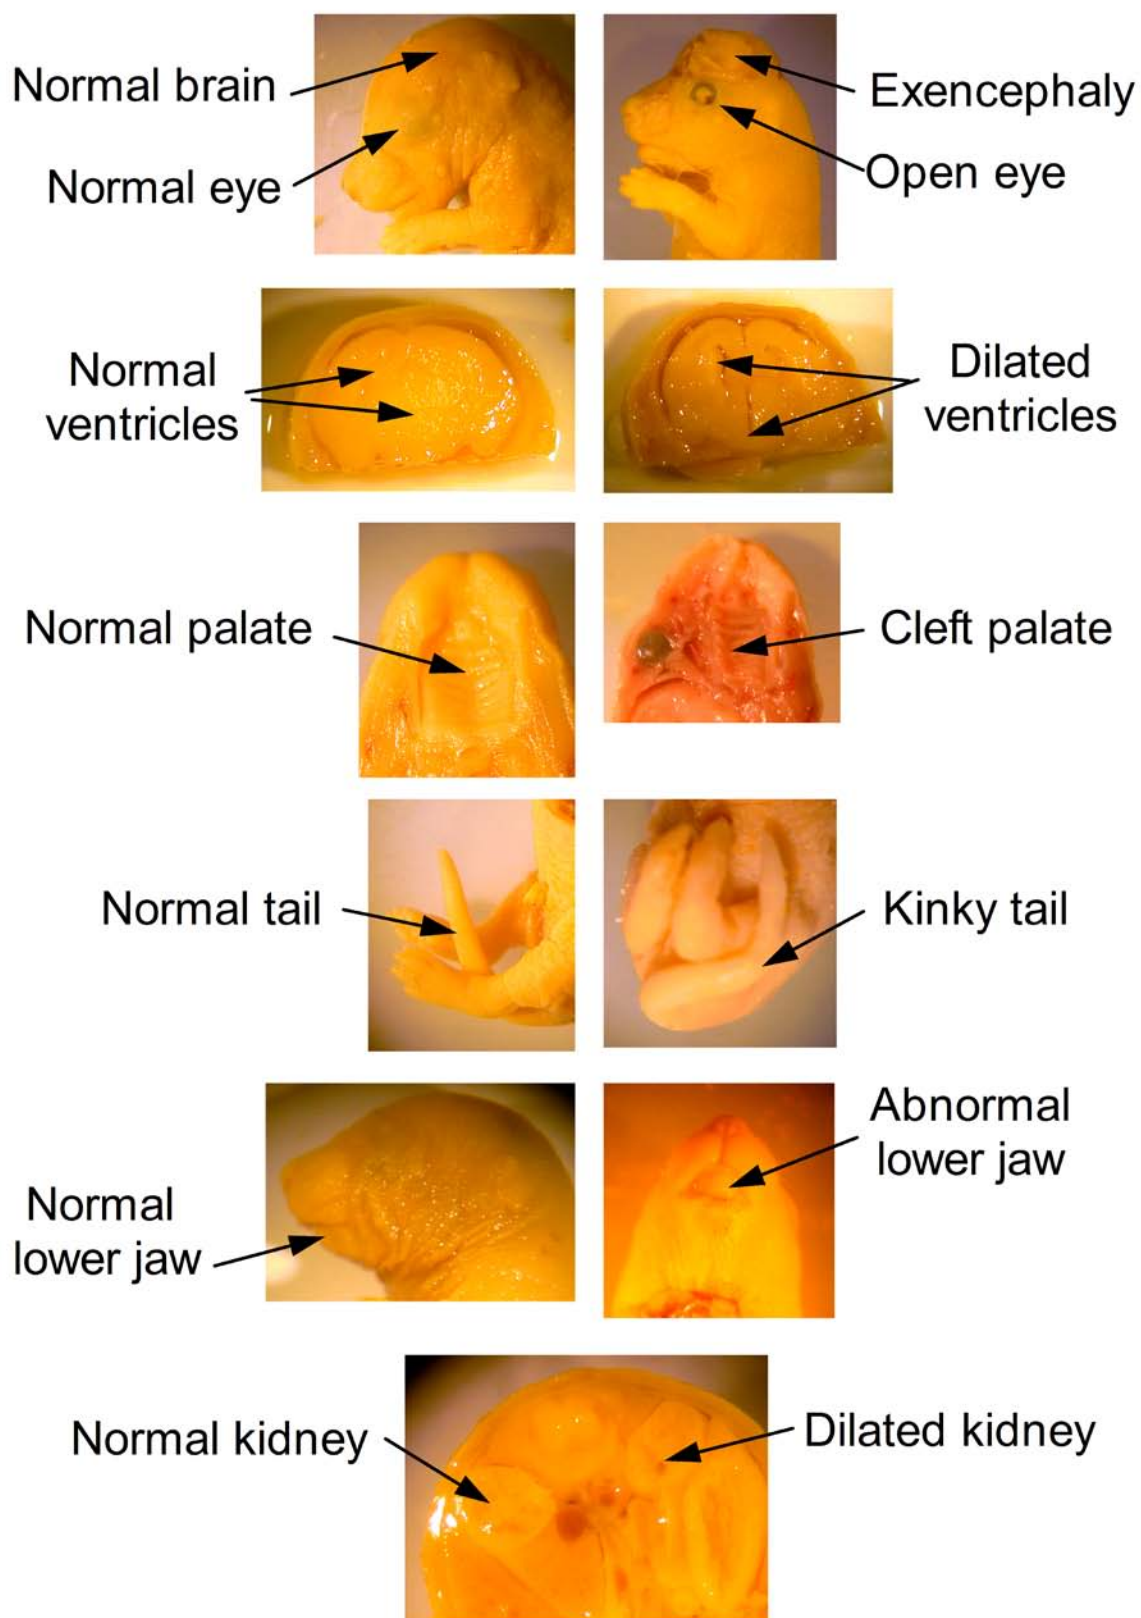 Normal brain
Exencephaly
Normal eye
Open eye
Normal
ventricles
Dilated
ventricles
Normal palate
Cleft palate
Normal tail
Kinky tail
Abnormal
lower jaw
Normal
lower jaw
Normal kidney
Dilated kidney